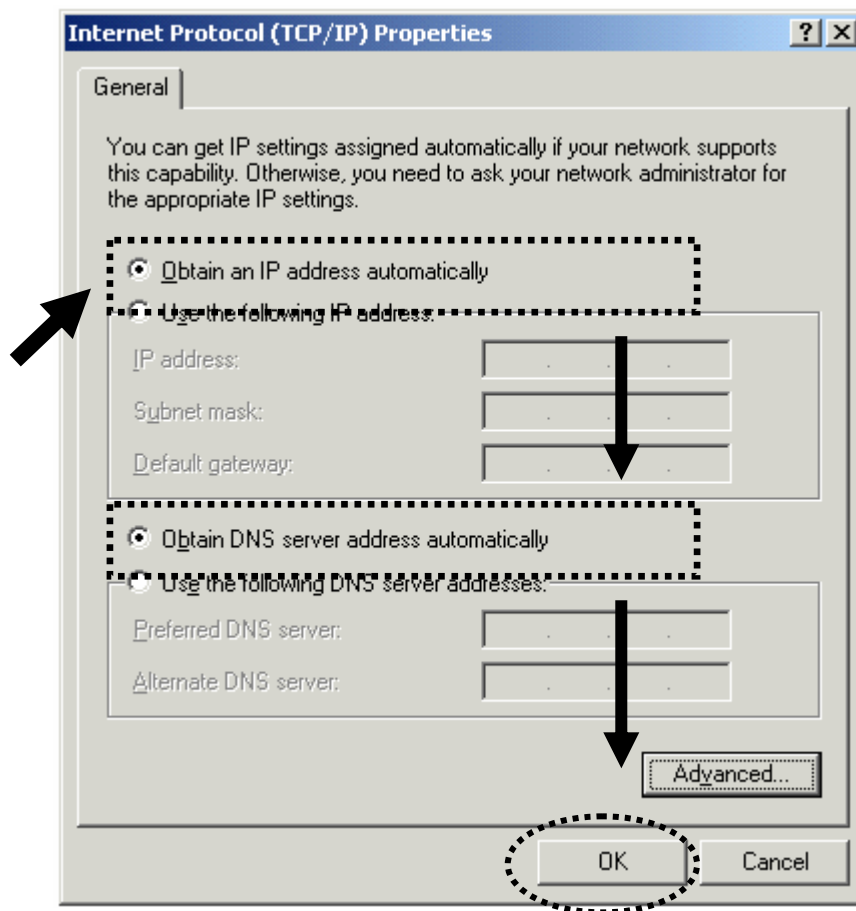 Internet Protocol (TCP/IP) Properties
General
You can get IP settings assigned automatically if your network supports
this capability. Otherwise, you need to ask your network administrator for
the appropriate IP settings.
Obtain an IP address automatically
Use the following IP address:
IP address:
Subnet mask:
Default gateway:
Obtain DNS server address automatically
Use the following DNS server addresses:
Preferred DNS server:
Alternate DNS server:
Advanced...
OK Cancel